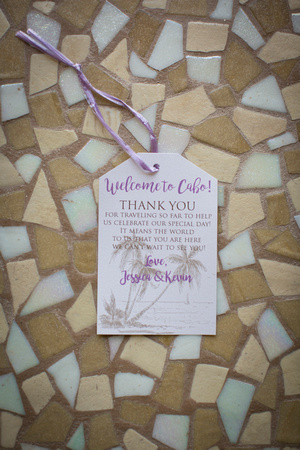 Welcome to Cabo!
THANK YOU
FOR TRAVELING SO FAR TO HELP
US CELEBRATE OUR SPECIAL DAY!
IT MEANS THE WORLD
TO US THAT YOU ARE HERE
WE CAN'T WAIT TO SEE YOU!
Love,
Jessica & Kevin